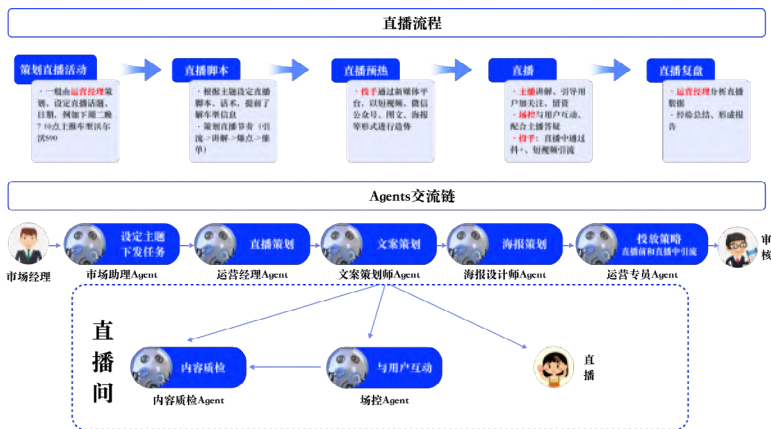 直播流程
策划直播活动
·一般由运营经理策
划、设定直播话题、
日期,例如下周二晚
7-10点主推车型沃尔
沃S90
直播脚本
·根据主题设定直播
脚本、话术,提前了
解车型信息
·策划直播节奏（引
流->讲解->爆点->催
单）
直播预热
·投手通过新媒体平
台，以短视频、微信
公众号、图文、海报
等形式进行造势
直播
·主播讲解、引导用
户加关注、留资
·场控与用户互动、
配合主播答疑
·投手：直播中通过
抖+、短视频引流
直播复盘
·运营经理分析直播
数据
·经验总结、形成报
告
Agents交流链
市场经理
设定主题
下发任务
市场助理Agent
直播策划
运营经理Agent
文案策划
文案策划师Agent
海报策划
海报设计师Agent
投放策略
直播前和直播中引流
运营专员Agent
审
核
直
播
间
内容质检
内容质检Agent
与用户互动
场控Agent
直
播